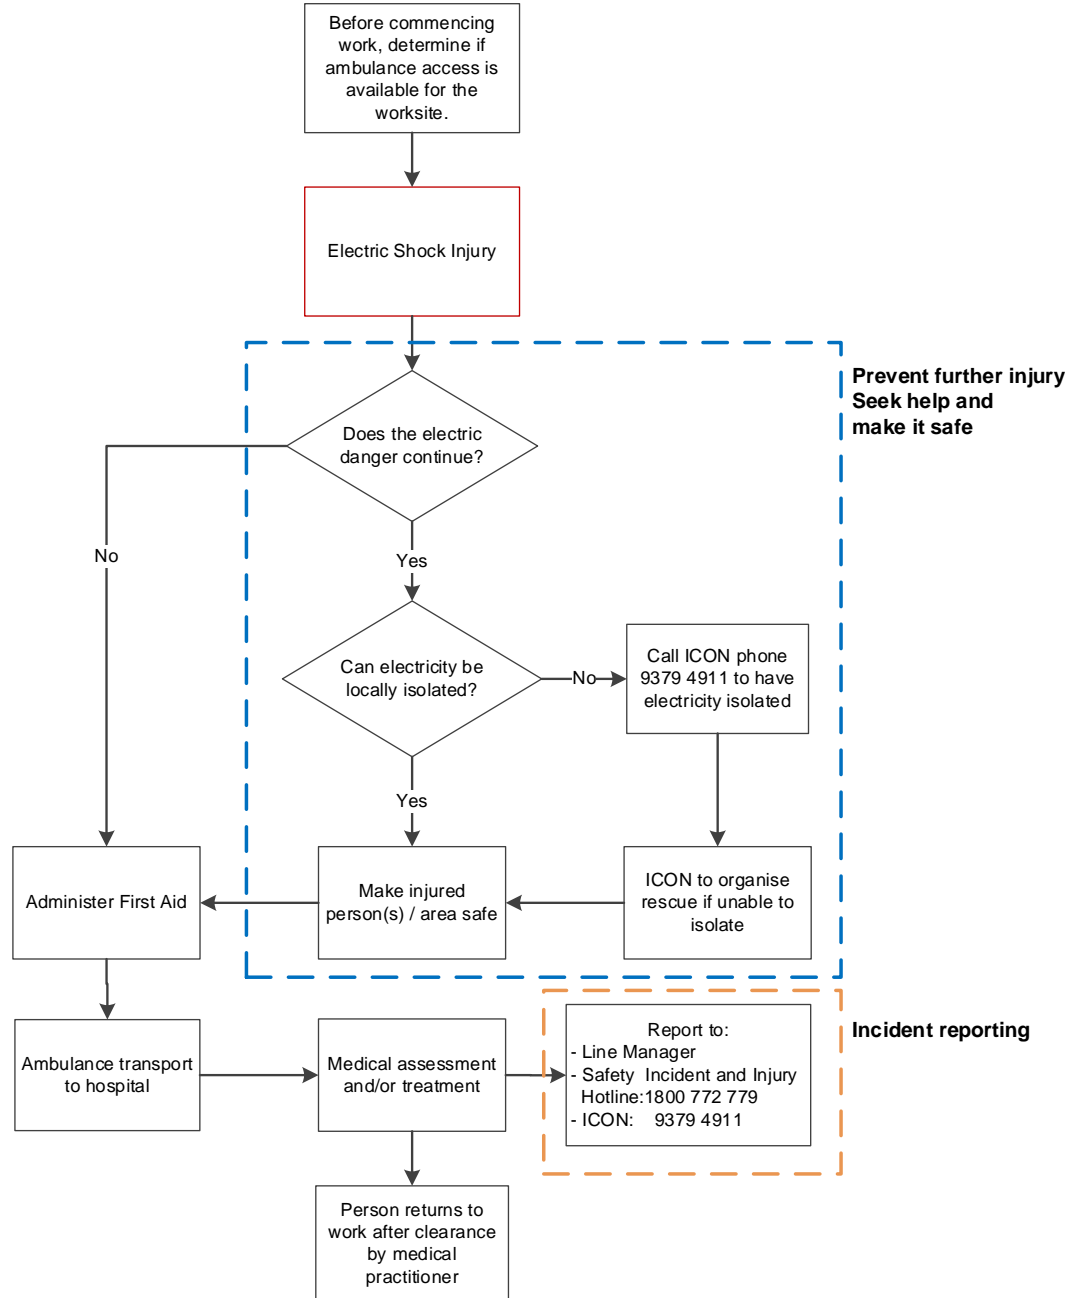 Before commencing
work, determine if
ambulance access is
available for the
worksite.
Electric Shock Injury
Prevent further injury
Seek help and
make it safe
Does the electric
danger continue?
No
Yes
Can electricity be
locally isolated?
No
Call ICON phone
9379 4911 to have
electricity isolated
Yes
Administer First Aid
Make injured
person(s) / area safe
ICON to organise
rescue if unable to
isolate
Ambulance transport
to hospital
Medical assessment
and/or treatment
Incident reporting
Report to:
- Line Manager
- Safety  Incident and Injury
Hotline:1800 772 779
- ICON:    9379 4911
Person returns to
work after clearance
by medical
practitioner